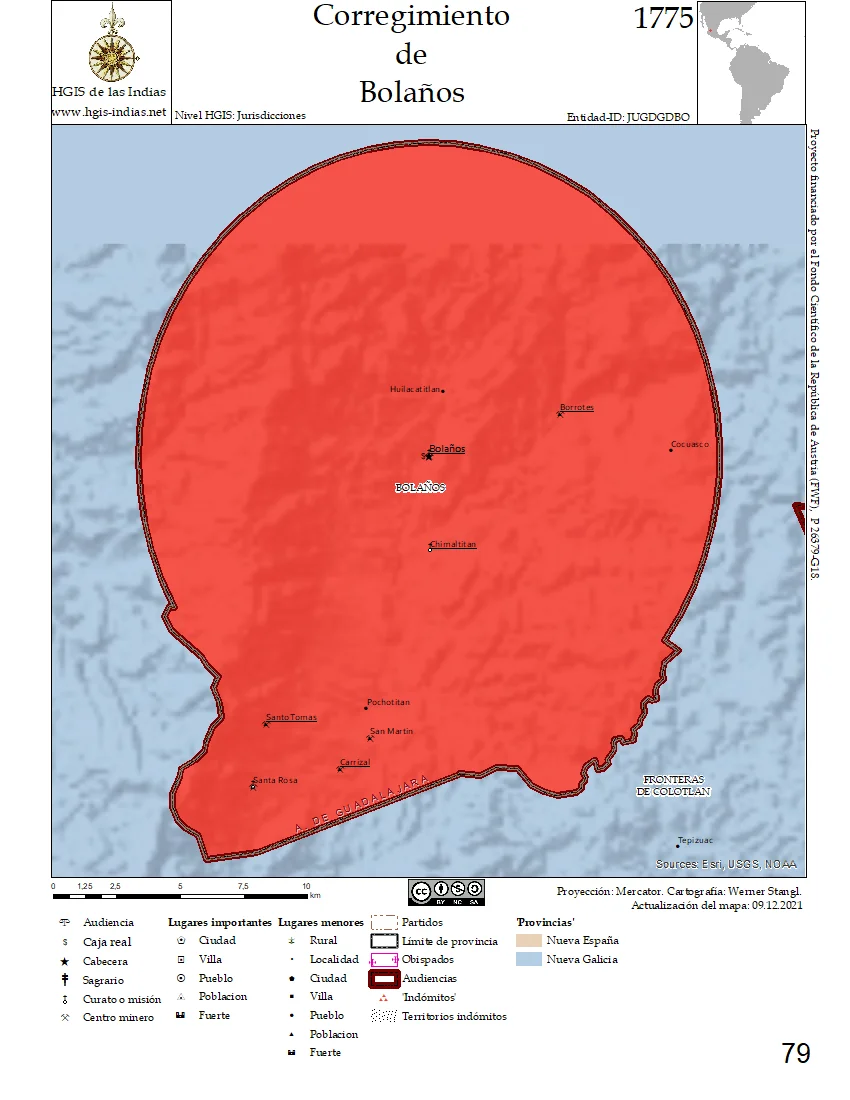 Corregimiento
de
Bolaños
1775
HGIS de las Indias
www.hgis-indias.net
Nivel HGIS: Jurisdicciones
Entidad-ID: JUGDGDBO
Proyecto financiado por el Fondo Científico de la República de Austria (FWF), P 26379-G18.
Huilacatitlan
Borrotes
Cocuasco
Bolaños
S
BOLAÑOS
Chimaltitan
Pochotitan
Santo Tomas
San Martin
Carrizal
Santa Rosa
A. DE GUADALAJARA
FRONTERAS
DE COLOTLAN
Tepizuac
Sources: Esri, USGS, NOAA
0 1,25 2,5 5 7,5 10
km
CC BY NC SA
Proyección: Mercator. Cartografía: Werner Stangl.
Actualización del mapa: 09.12.2021
Audiencia
S Caja real
Cabecera
Sagrario
Curato o misión
Centro minero
Lugares importantes
Ciudad
Villa
Pueblo
Poblacion
Fuerte
Lugares menores
Rural
Localidad
Ciudad
Villa
Pueblo
Poblacion
Fuerte
Partidos
Límite de provincia
Obispados
Audiencias
'Indómitos'
Territorios indómitos
'Provincias'
Nueva España
Nueva Galicia
79